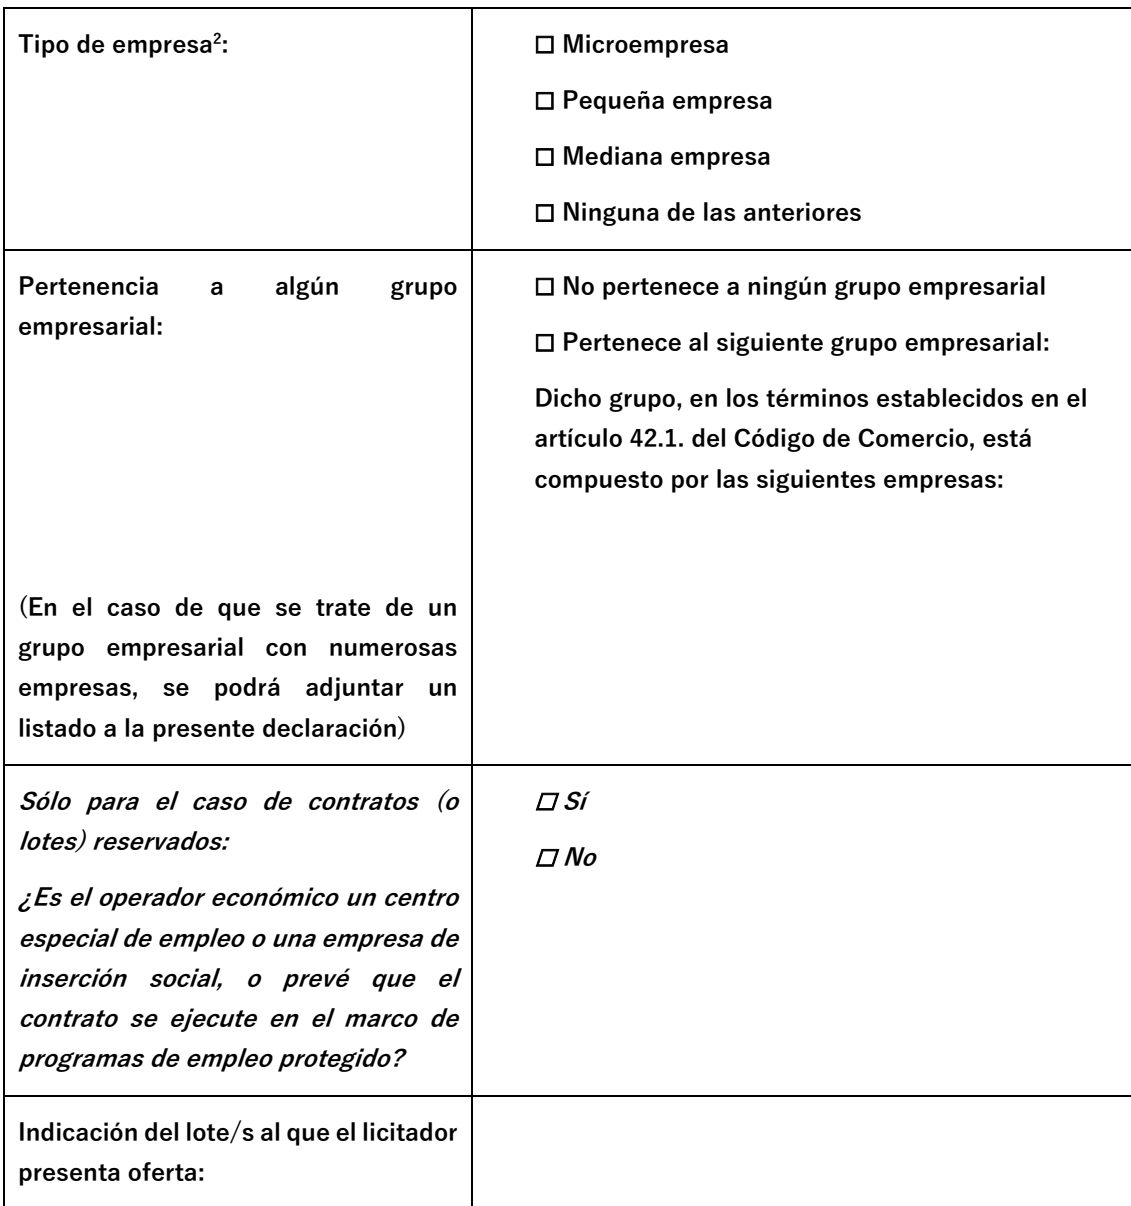 Tipo de empresa²:
☐ Microempresa
☐ Pequeña empresa
☐ Mediana empresa
☐ Ninguna de las anteriores
Pertenencia a algún grupo
empresarial:
(En el caso de que se trate de un
grupo empresarial con numerosas
empresas, se podrá adjuntar un
listado a la presente declaración)
☐ No pertenece a ningún grupo empresarial
☐ Pertenece al siguiente grupo empresarial:
Dicho grupo, en los términos establecidos en el
artículo 42.1. del Código de Comercio, está
compuesto por las siguientes empresas:
Sólo para el caso de contratos (o
lotes) reservados:
¿Es el operador económico un centro
especial de empleo o una empresa de
inserción social, o prevé que el
contrato se ejecute en el marco de
programas de empleo protegido?
☐ Sí
☐ No
Indicación del lote/s al que el licitador
presenta oferta: